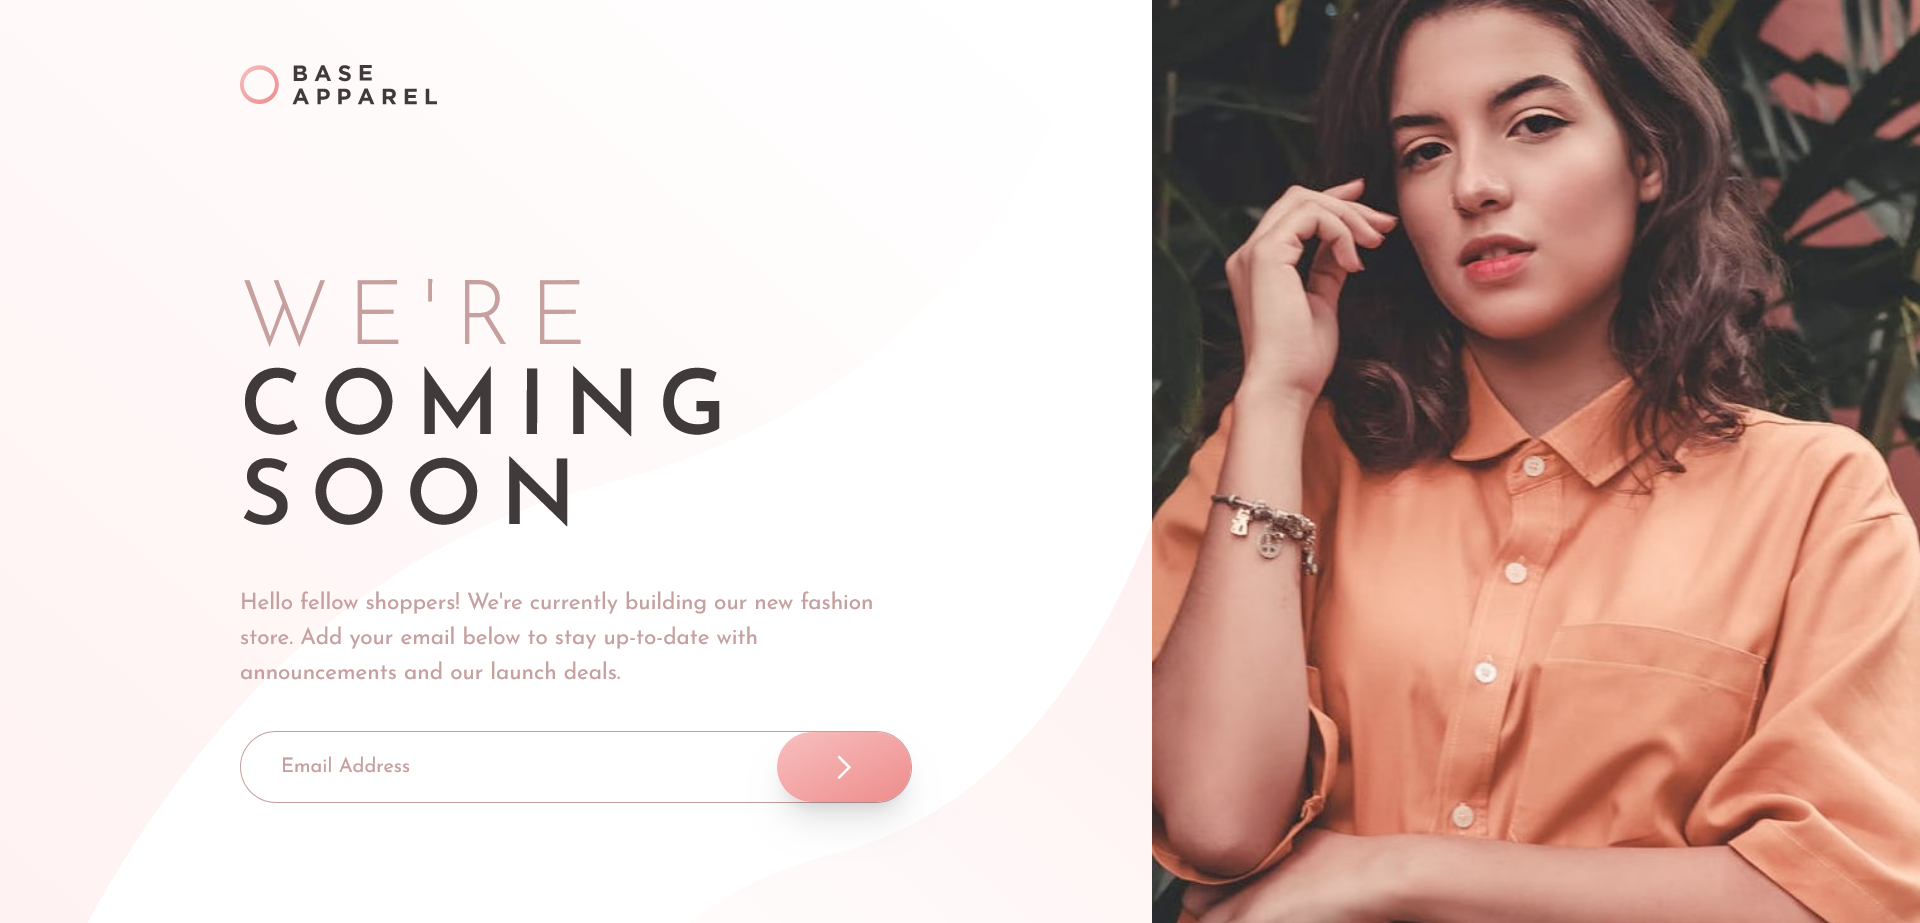 BASE
APPAREL
WE'RE
COMING
SOON
Hello fellow shoppers! We're currently building our new fashion
store. Add your email below to stay up-to-date with
announcements and our launch deals.
Email Address